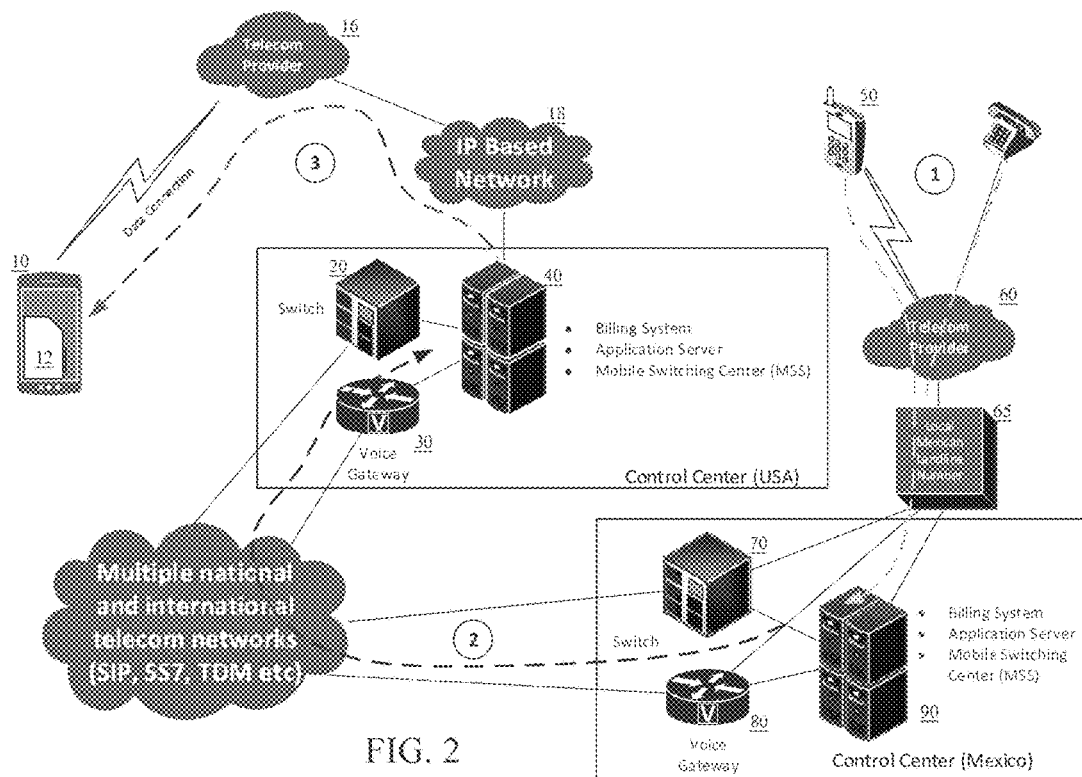 16
Telecom
Provider
18
IP Based
Network
3
Data Connection
10
12
50
1
60
Telecom
Provider
20
Switch
40
• Billing System
• Application Server
• Mobile Switching Center (MSS)
30
Voice
Gateway
Control Center (USA)
65
Mexican
Number
Multiple national
and international
telecom networks
(SIP, SS7, TDM etc)
2
70
Switch
80
Voice
Gateway
90
• Billing System
• Application Server
• Mobile Switching
Center (MSS)
Control Center (Mexico)
FIG. 2